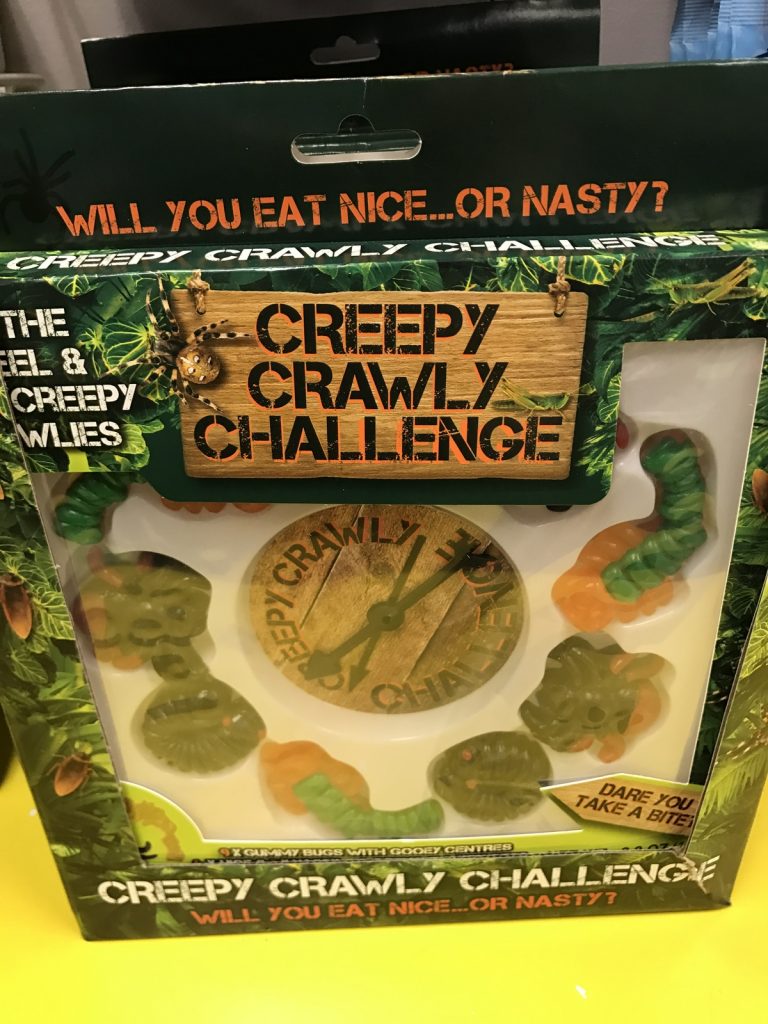 WILL YOU EAT NICE...OR NASTY?
CREEPY CRAWLY CHALLENGE
THE
EEL &
CREEPY
WLIES
CREEPY
CRAWLY
CHALLENGE
CREEPY CRAWLY
CHALLENGE
DARE YOU
TAKE A BITE?
9X GUMMY BUGS WITH GOOEY CENTRES
CREEPY CRAWLY CHALLENGE
WILL YOU EAT NICE...OR NASTY?